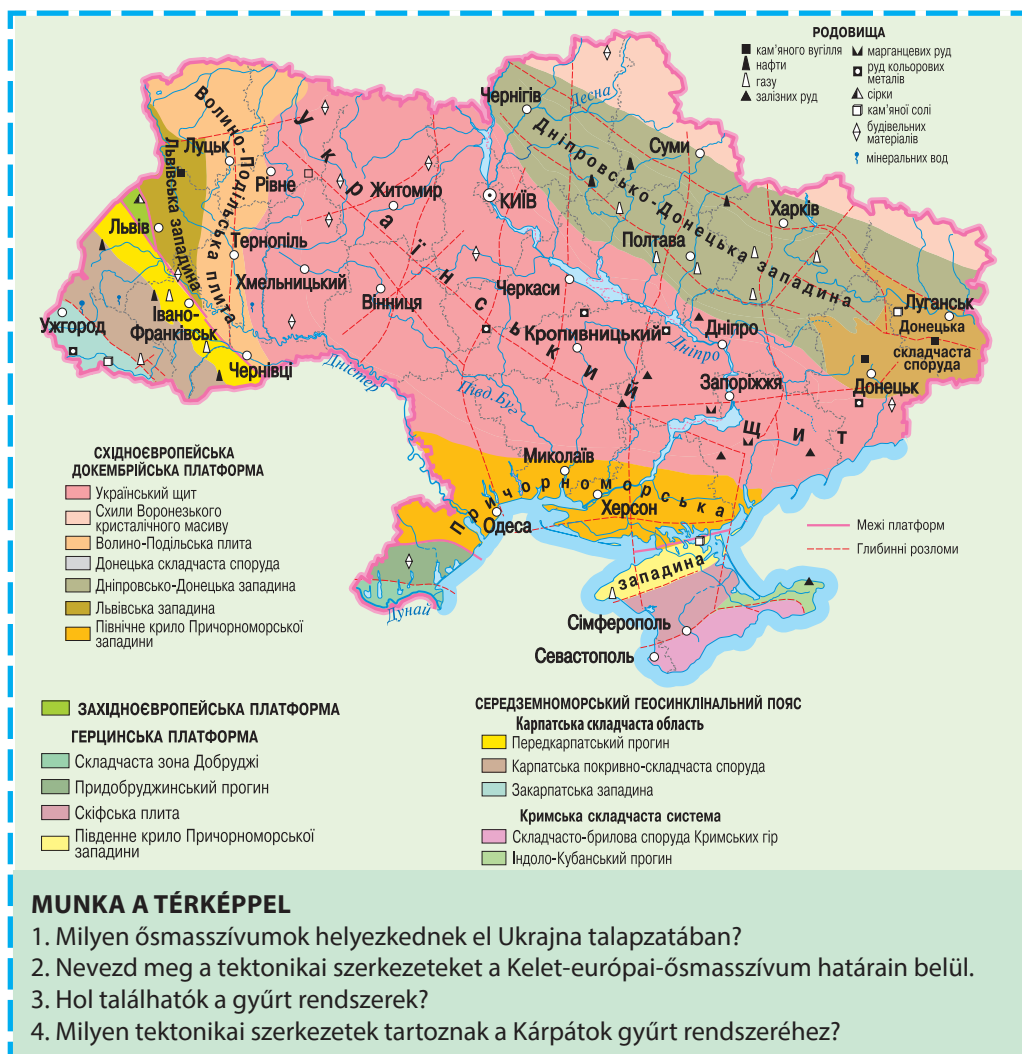 РОДОВИЩА
кам’яного вугілля
нафти
газу
залізних руд
марганцевих руд
руд кольорових
металів
сірки
кам’яної солі
будівельних
матеріалів
мінеральних вод
Чернігів
Десна
Волино-Подільська плита
Український щит
Дніпровсько-Донецька западина
Суми
Луцьк
Львівська западина
Рівне
Житомир
КИЇВ
Харків
Львів
Тернопіль
Полтава
Хмельницький
Вінниця
Черкаси
Луганськ
Ужгород
Івано-
Франківськ
Кропивницький
Дніпро
Дніпро
Донецька
складчаста
споруда
Чернівці
Дністер
Півд. Буг
Запоріжжя
Донецьк
Миколаїв
Причорноморська
Херсон
Одеса
западина
Дунай
Сімферополь
Севастополь
Межі платформ
Глибинні розломи
СХІДНОЄВРОПЕЙСЬКА
ДОКЕМБРІЙСЬКА ПЛАТФОРМА
Український щит
Схили Воронезького
кристалічного масиву
Волино-Подільська плита
Донецька складчаста споруда
Дніпровсько-Донецька западина
Львівська западина
Північне крило Причорноморської
западини
ЗАХІДНОЄВРОПЕЙСЬКА ПЛАТФОРМА
ГЕРЦИНСЬКА ПЛАТФОРМА
Складчаста зона Добруджі
Придобруджинський прогин
Скіфська плита
Південне крило Причорноморської
западини
СЕРЕДЗЕМНОМОРСЬКИЙ ГЕОСИНКЛІНАЛЬНИЙ ПОЯС
Карпатська складчаста область
Передкарпатський прогин
Карпатська покривно-складчаста споруда
Закарпатська западина
Кримська складчаста система
Складчасто-брилова споруда Кримських гір
Індоло-Кубанський прогин
MUNKA A TÉRKÉPPEL
1. Milyen ősmasszívumok helyezkednek el Ukrajna talapzatában?
2. Nevezd meg a tektonikai szerkezeteket a Kelet-európai-ősmasszívum határain belül.
3. Hol találhatók a gyűrt rendszerek?
4. Milyen tektonikai szerkezetek tartoznak a Kárpátok gyűrt rendszeréhez?